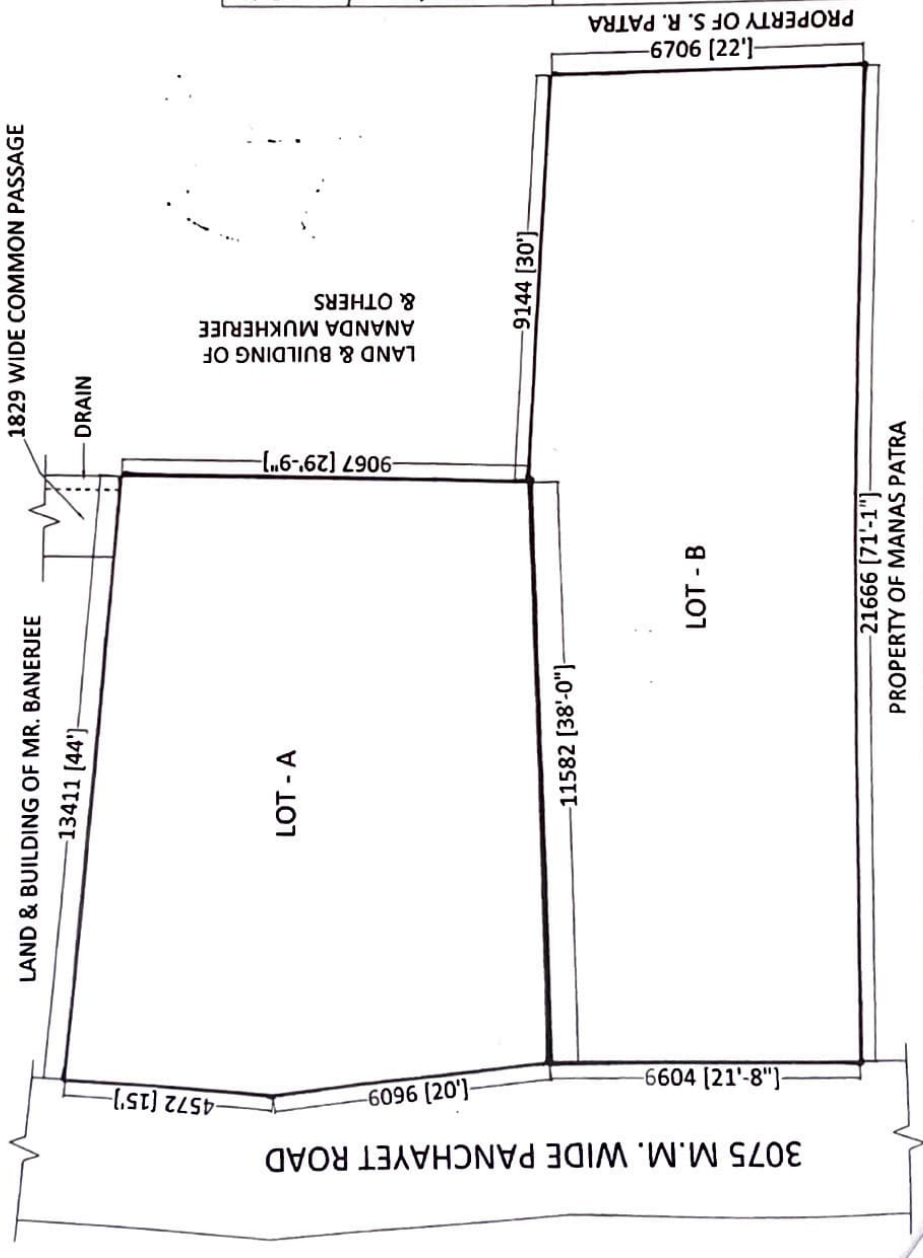 PROPERTY OF S. R. PATRA
6706 [22']
1829 WIDE COMMON PASSAGE
DRAIN
LAND & BUILDING OF
ANANDA MUKHERJEE
& OTHERS
9144 [30']
9067 [29'-9"]
LAND & BUILDING OF MR. BANERJEE
13411 [44']
LOT - A
11582 [38'-0"]
LOT - B
21666 [71'-1"]
PROPERTY OF MANAS PATRA
4572 [15']
6096 [20']
6604 [21'-8"]
3075 M.M. WIDE PANCHAYET ROAD